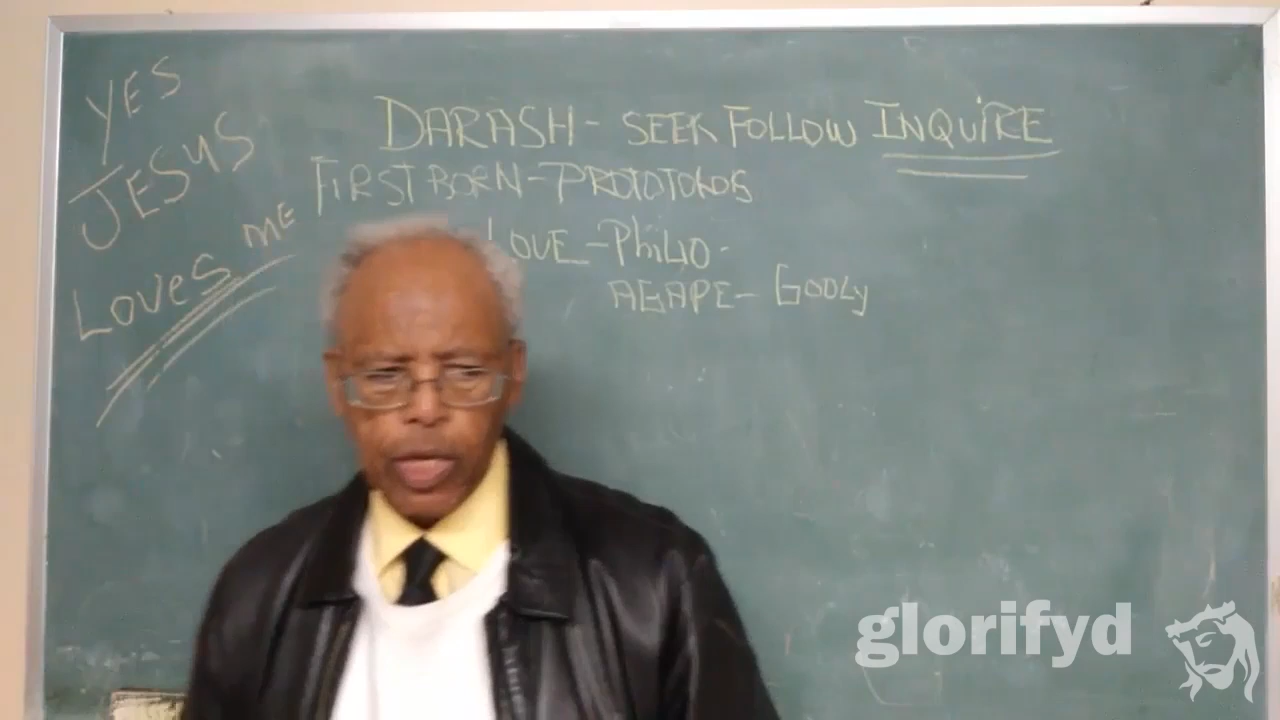 YES
JESUS
LOVES ME
DARASH - SEEK FOLLOW INQUIRE
FIRST BORN - PROTOTOKOS
LOVE - PhiLIO -
AGAPE - GODLY
glorifyd